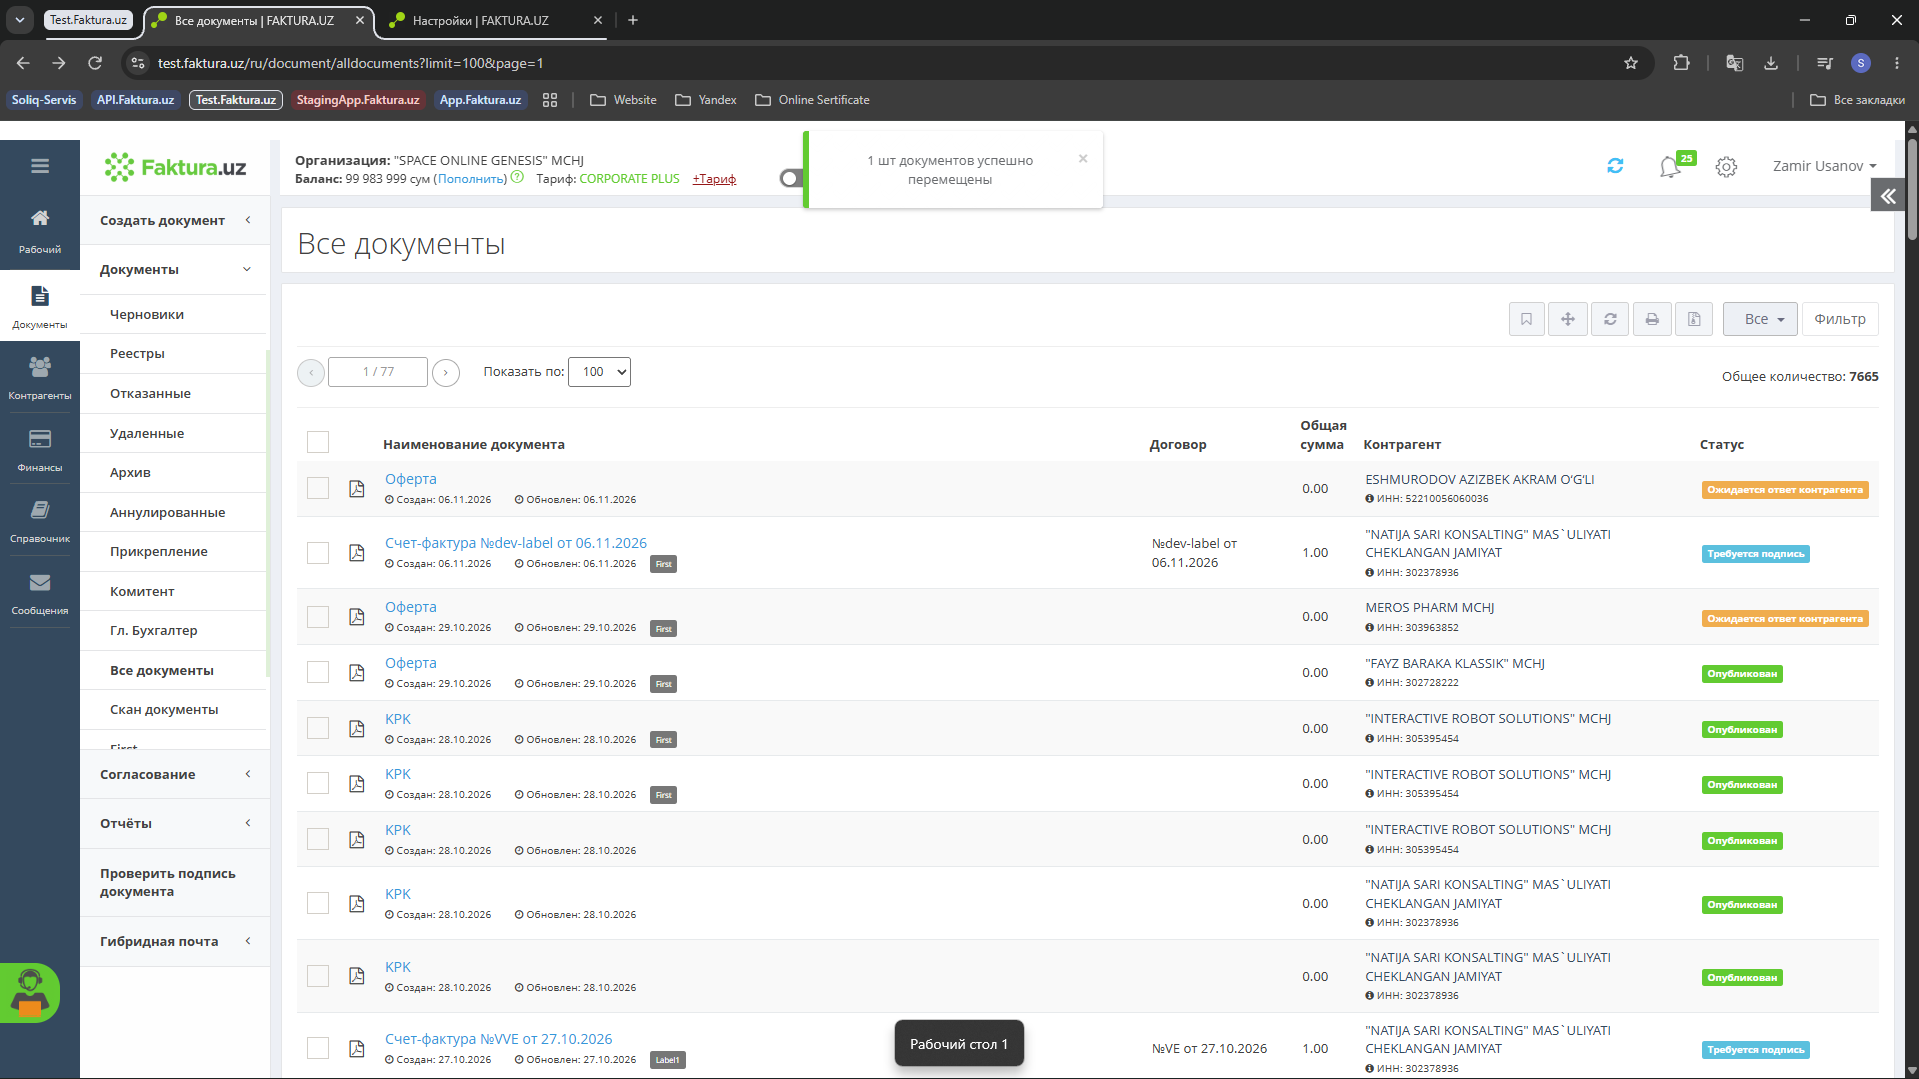 Test.Faktura.uz
Все документы | FAKTURA.UZ
Настройки | FAKTURA.UZ
test.faktura.uz/ru/document/alldocuments?limit=100&page=1
S
Soliq-Servis
API.Faktura.uz
Test.Faktura.uz
StagingApp.Faktura.uz
App.Faktura.uz
Website
Yandex
Online Sertificate
Все закладки
Faktura.uz
Организация: "SPACE ONLINE GENESIS" MCHJ
Баланс: 99 983 999 сум (Пополнить) ? Тариф: CORPORATE PLUS +Тариф
1 шт документов успешно
перемещены
×
25
Zamir Usanov
Рабочий
Документы
Контрагенты
Финансы
Справочник
Сообщения
Создать документ
Документы
Черновики
Реестры
Отказанные
Удаленные
Архив
Аннулированные
Прикрепление
Комитент
Гл. Бухгалтер
Все документы
Скан документы
First
Согласование
Отчёты
Проверить подпись
документа
Гибридная почта
Все документы
Все
Фильтр
1 / 77
Показать по: 100
Общее количество: 7665
Наименование документа
Договор
Общая
сумма
Контрагент
Статус
Оферта
Создан: 06.11.2026 Обновлен: 06.11.2026
0.00
ESHMURODOV AZIZBEK AKRAM O‘G‘LI
ИНН: 52210056060036
Ожидается ответ контрагента
Счет-фактура №dev-label от 06.11.2026
Создан: 06.11.2026 Обновлен: 06.11.2026 First
№dev-label от
06.11.2026
1.00
"NATIJA SARI KONSALTING" MAS`ULIYATI
CHEKLANGAN JAMIYAT
ИНН: 302378936
Требуется подпись
Оферта
Создан: 29.10.2026 Обновлен: 29.10.2026 First
0.00
MEROS PHARM MCHJ
ИНН: 303963852
Ожидается ответ контрагента
Оферта
Создан: 29.10.2026 Обновлен: 29.10.2026 First
0.00
"FAYZ BARAKA KLASSIK" MCHJ
ИНН: 302728222
Опубликован
KPK
Создан: 28.10.2026 Обновлен: 28.10.2026 First
0.00
"INTERACTIVE ROBOT SOLUTIONS" MCHJ
ИНН: 305395454
Опубликован
KPK
Создан: 28.10.2026 Обновлен: 28.10.2026 First
0.00
"INTERACTIVE ROBOT SOLUTIONS" MCHJ
ИНН: 305395454
Опубликован
KPK
Создан: 28.10.2026 Обновлен: 28.10.2026
0.00
"INTERACTIVE ROBOT SOLUTIONS" MCHJ
ИНН: 305395454
Опубликован
KPK
Создан: 28.10.2026 Обновлен: 28.10.2026
0.00
"NATIJA SARI KONSALTING" MAS`ULIYATI
CHEKLANGAN JAMIYAT
ИНН: 302378936
Опубликован
KPK
Создан: 28.10.2026 Обновлен: 28.10.2026
0.00
"NATIJA SARI KONSALTING" MAS`ULIYATI
CHEKLANGAN JAMIYAT
ИНН: 302378936
Опубликован
Счет-фактура №VVE от 27.10.2026
Создан: 27.10.2026 Обновлен: 27.10.2026 Label1
№VE от 27.10.2026
1.00
"NATIJA SARI KONSALTING" MAS`ULIYATI
CHEKLANGAN JAMIYAT
ИНН: 302378936
Требуется подпись
Рабочий стол 1